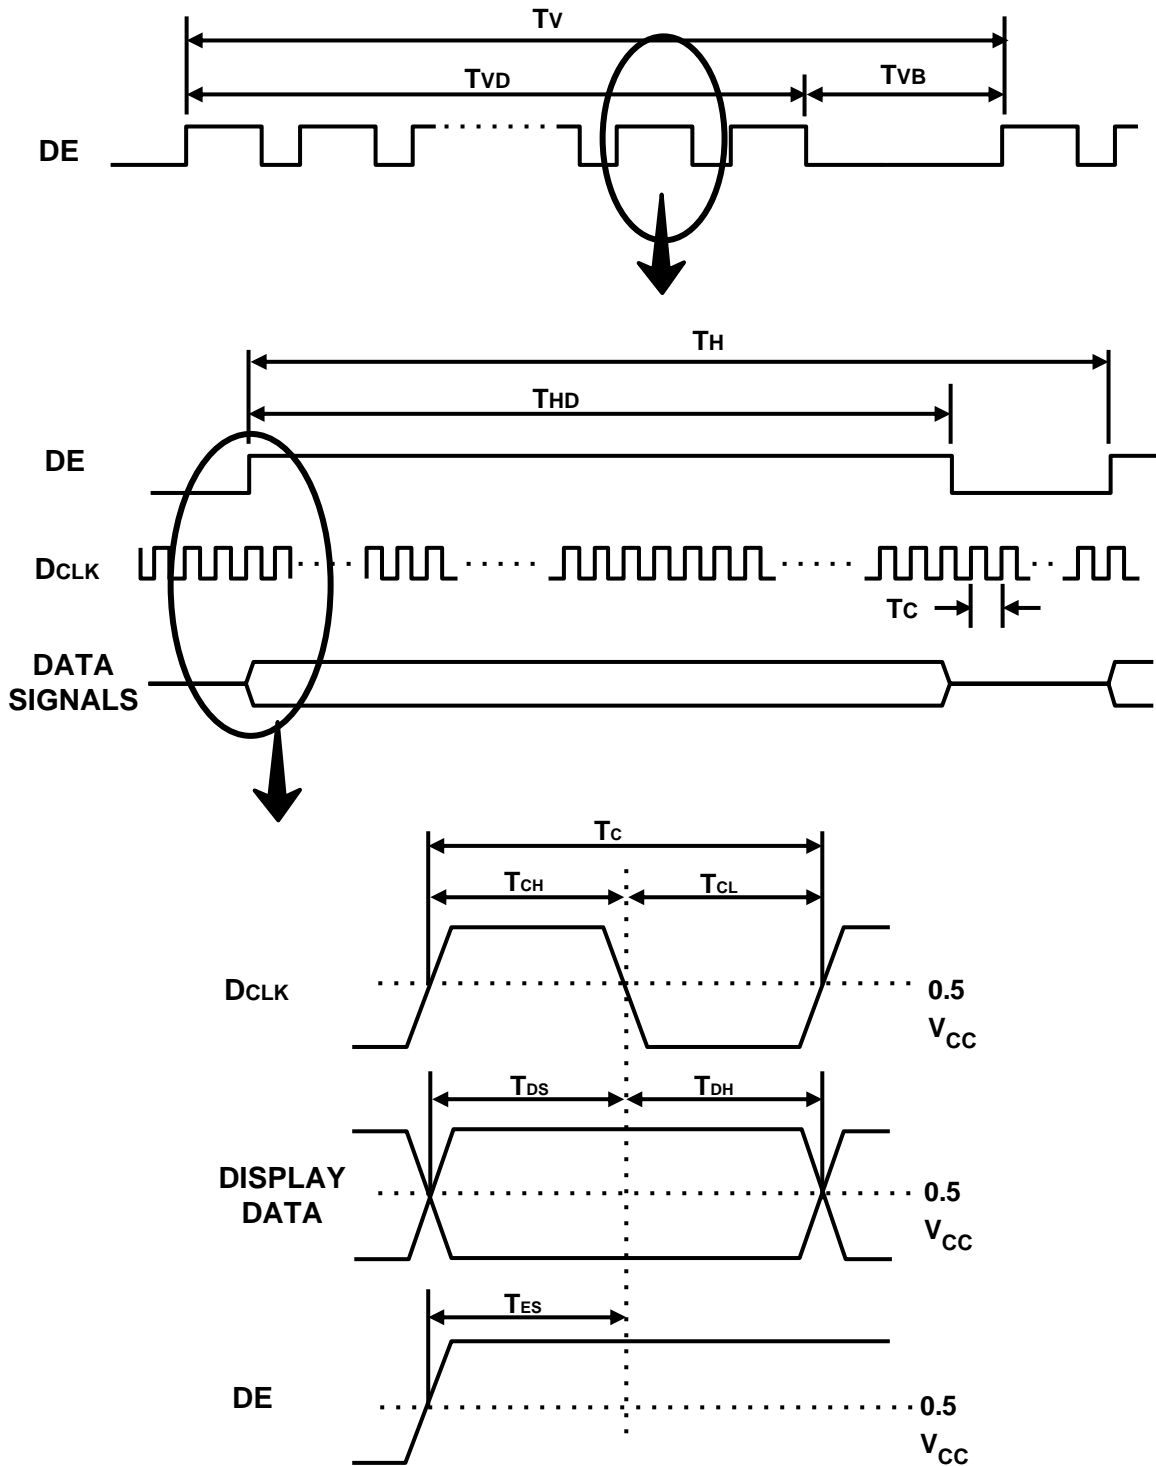 TV
TVD
TVB
DE
TH
THD
DE
DCLK
TC
DATA
SIGNALS
TC
TCH
TCL
DCLK
0.5
VCC
TDS
TDH
DISPLAY
DATA
0.5
VCC
TES
DE
0.5
VCC